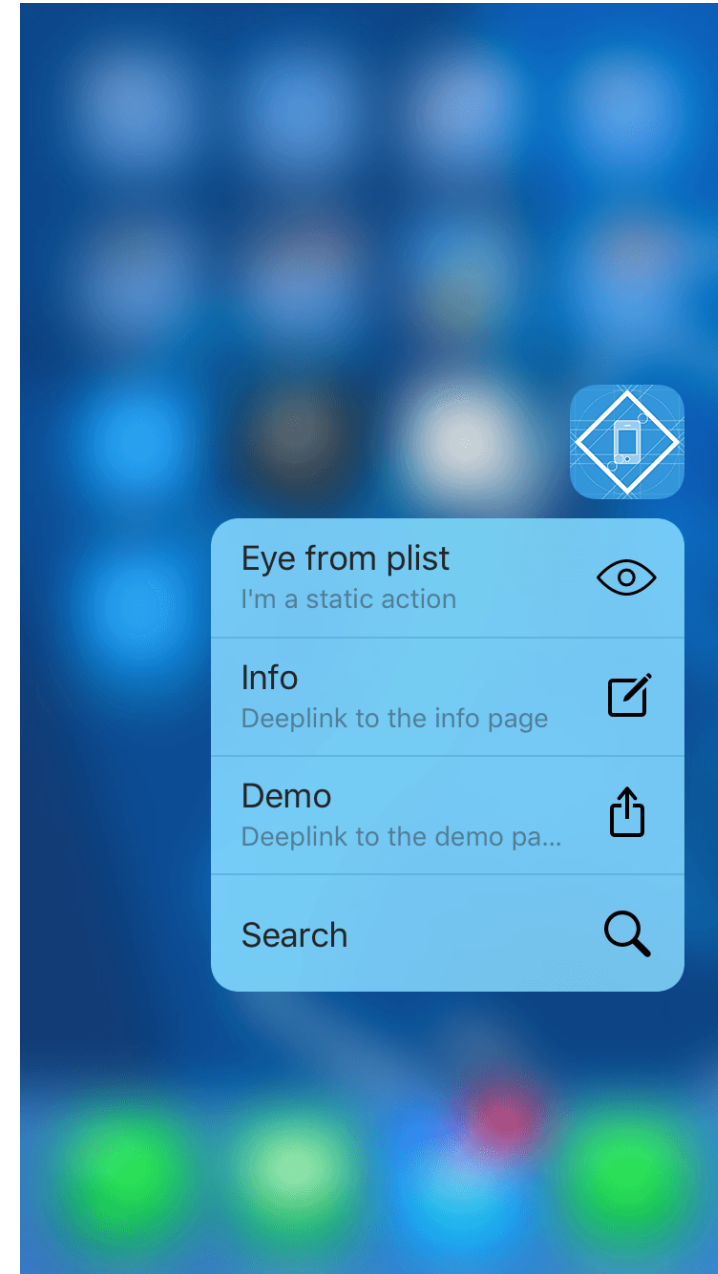 Eye from plist
I'm a static action
Info
Deeplink to the info page
Demo
Deeplink to the demo pa...
Search